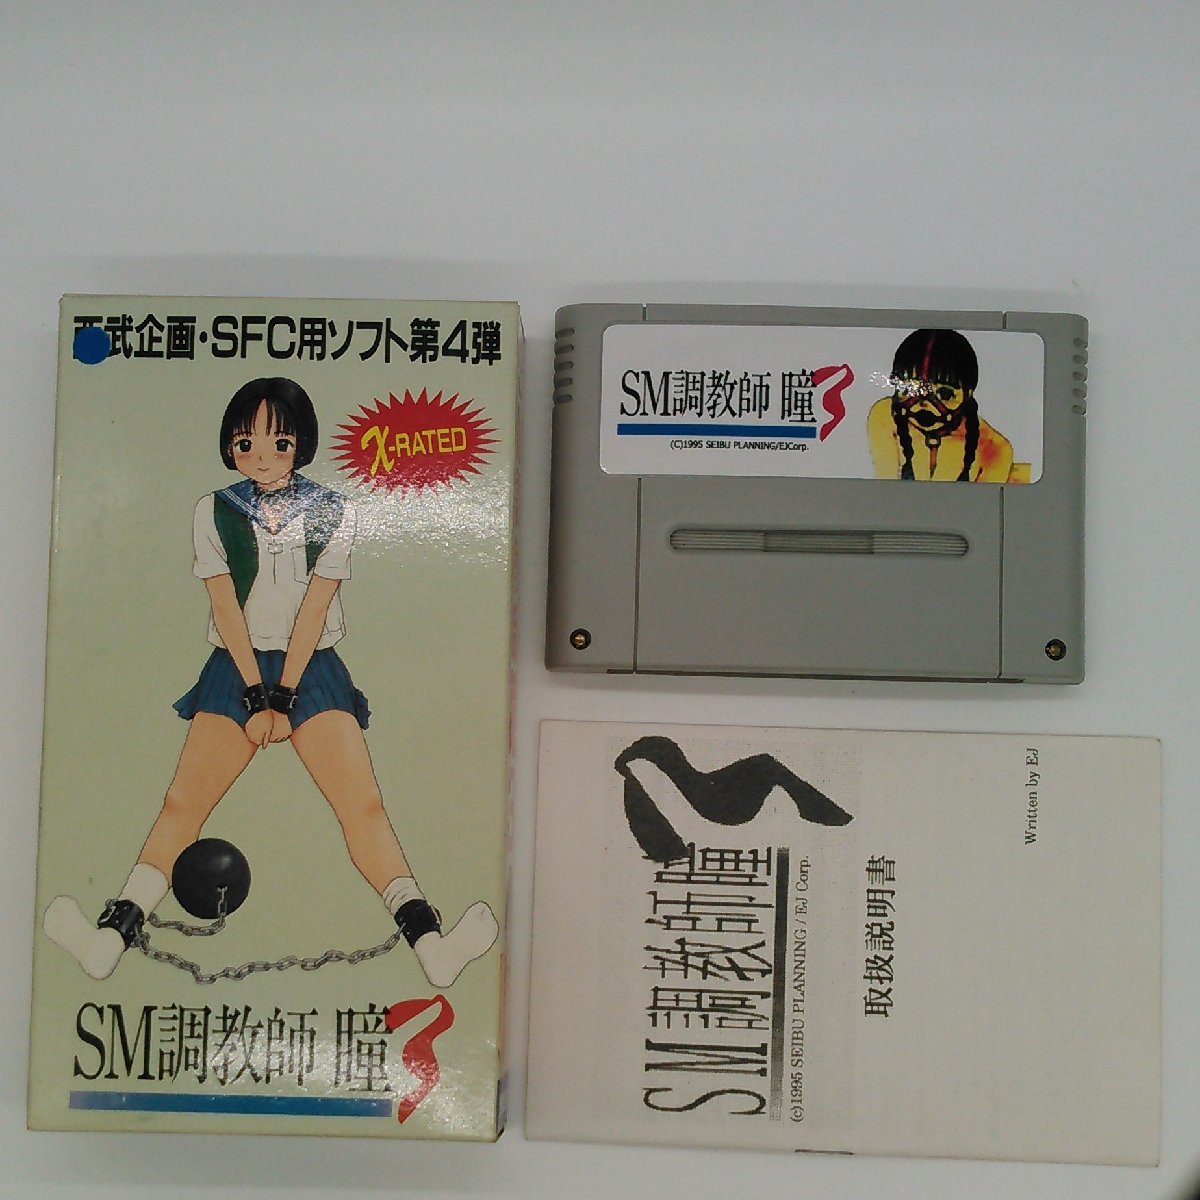 西武企画・SFC用ソフト第4弾
X-RATED
SM調教師 瞳3
SM調教師 瞳3
(C)1995 SEIBU PLANNING/EJCorp.
SM調教師瞳3
(c)1995 SEIBU PLANNING / EJ Corp.
取扱説明書
Written by EJ